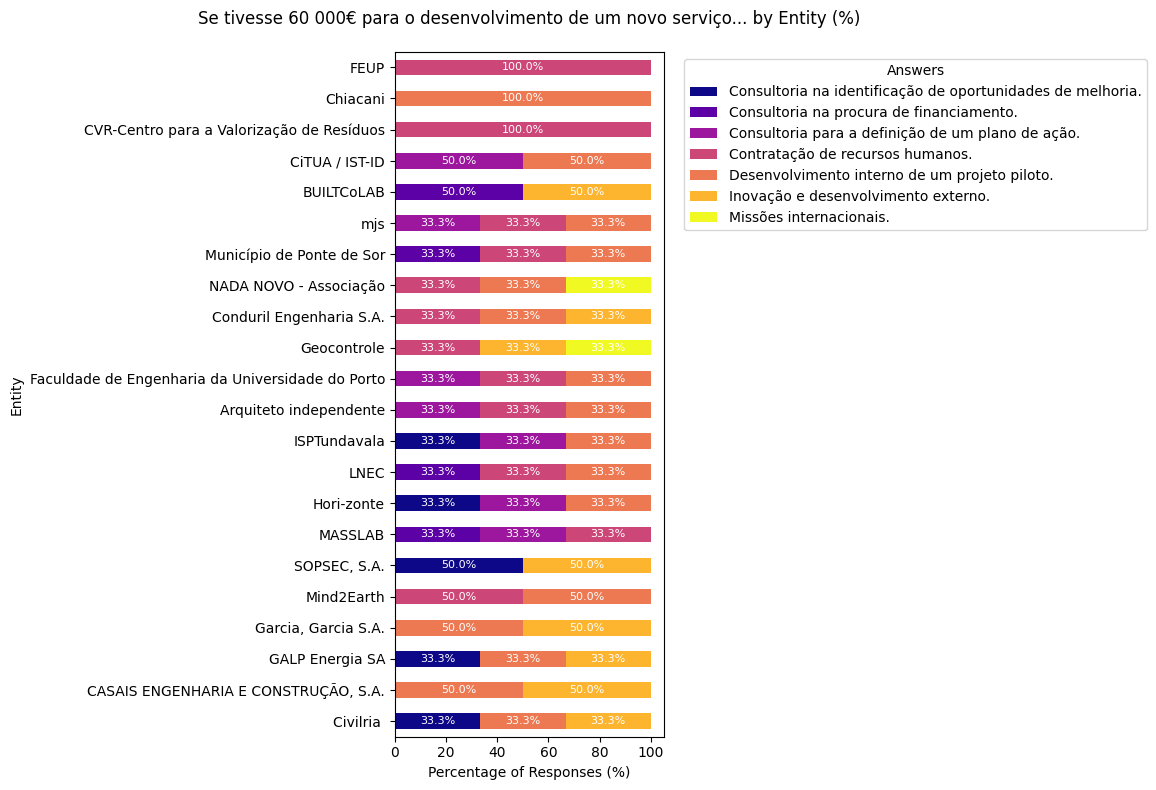 Se tivesse 60 000€ para o desenvolvimento de um novo serviço... by Entity (%)
Answers
Consultoria na identificação de oportunidades de melhoria.
Consultoria na procura de financiamento.
Consultoria para a definição de um plano de ação.
Contratação de recursos humanos.
Desenvolvimento interno de um projeto piloto.
Inovação e desenvolvimento externo.
Missões internacionais.
Entity
FEUP 100.0%
Chiacani 100.0%
CVR-Centro para a Valorização de Resíduos 100.0%
CiTUA / IST-ID 50.0% 50.0%
BUILTCoLAB 50.0% 50.0%
mjs 33.3% 33.3% 33.3%
Município de Ponte de Sor 33.3% 33.3% 33.3%
NADA NOVO - Associação 33.3% 33.3% 33.3%
Conduril Engenharia S.A. 33.3% 33.3% 33.3%
Geocontrole 33.3% 33.3% 33.3%
Faculdade de Engenharia da Universidade do Porto 33.3% 33.3% 33.3%
Arquiteto independente 33.3% 33.3% 33.3%
ISPTundavala 33.3% 33.3% 33.3%
LNEC 33.3% 33.3% 33.3%
Hori-zonte 33.3% 33.3% 33.3%
MASSLAB 33.3% 33.3% 33.3%
SOPSEC, S.A. 50.0% 50.0%
Mind2Earth 50.0% 50.0%
Garcia, Garcia S.A. 50.0% 50.0%
GALP Energia SA 33.3% 33.3% 33.3%
CASAIS ENGENHARIA E CONSTRUÇÃO, S.A. 50.0% 50.0%
Civilria 33.3% 33.3% 33.3%
0 20 40 60 80 100
Percentage of Responses (%)